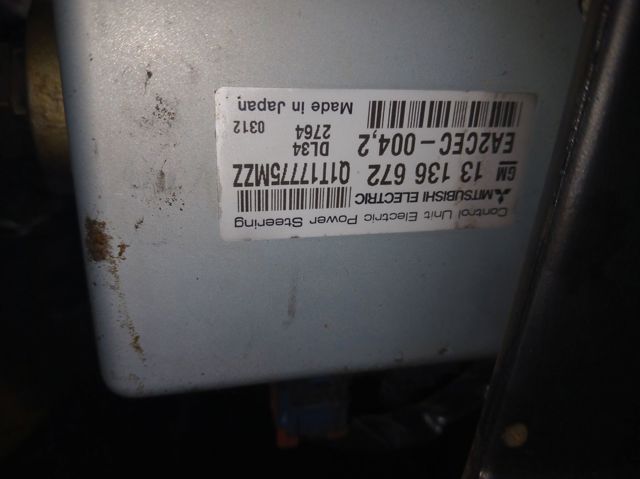 Control Unit Electric Power Steering
MITSUBISHI ELECTRIC
GM 13 136 672 Q1T17775MZZ
EA2CEC-004,2 DL34
2764
0312
Made in Japan